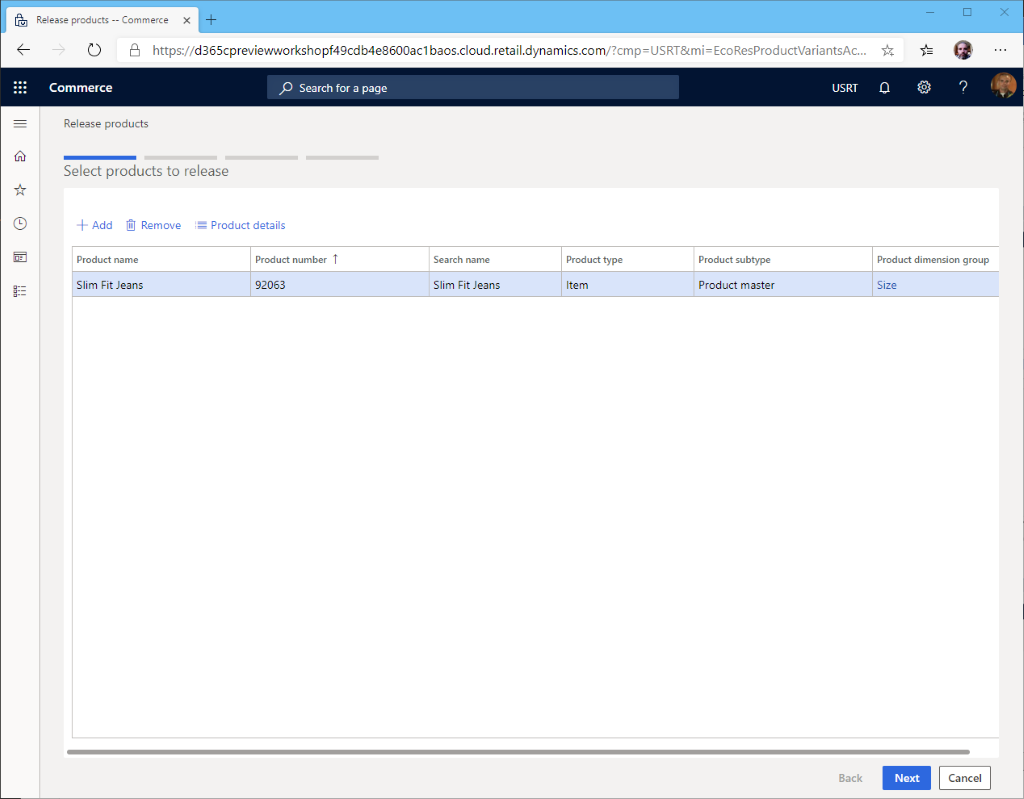 Release products -- Commerce
https://d365cpreviewworkshopf49cdb4e8600ac1baos.cloud.retail.dynamics.com/?cmp=USRT&mi=EcoResProductVariantsAc...
Commerce
Search for a page
USRT
?
Release products
Select products to release
Add Remove Product details
Product name Product number ↑ Search name Product type Product subtype Product dimension group
Slim Fit Jeans 92063 Slim Fit Jeans Item Product master Size
Back Next Cancel